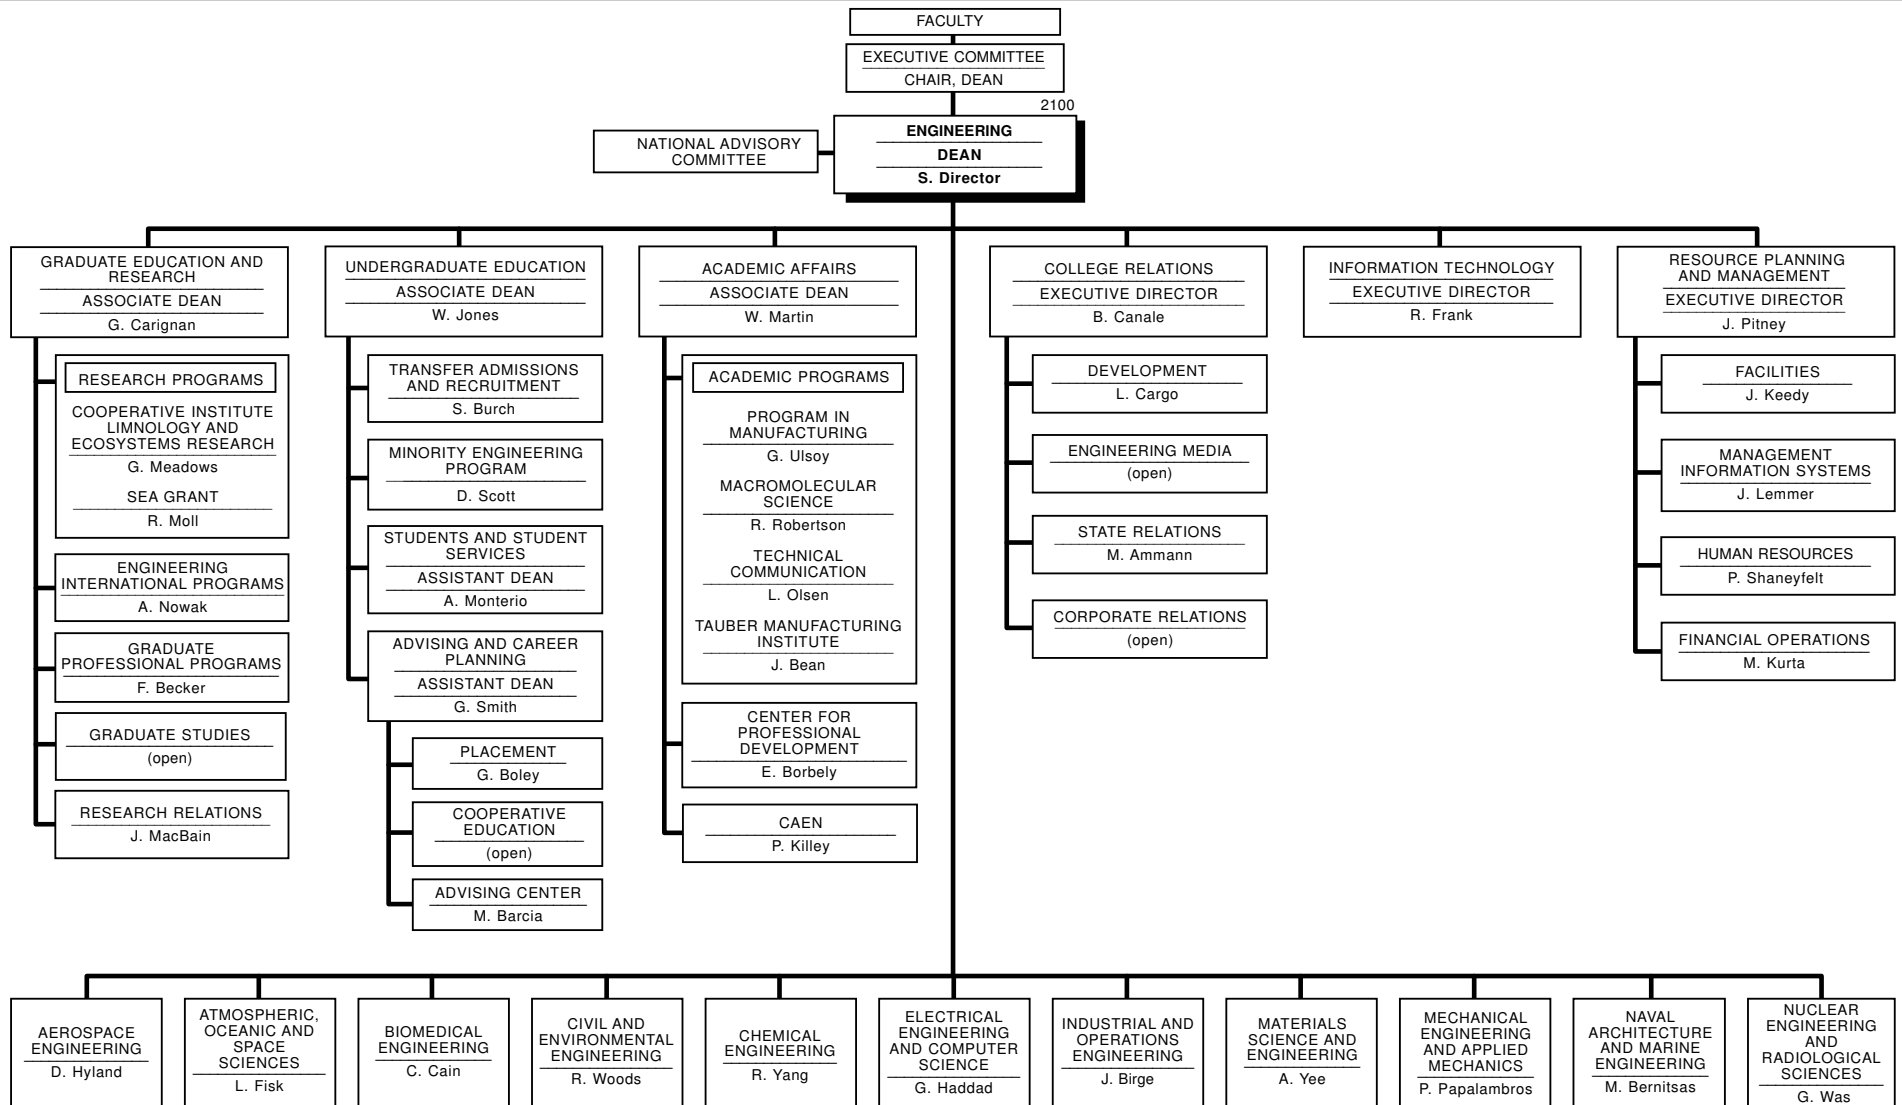 FACULTY
EXECUTIVE COMMITTEE
CHAIR, DEAN
2100
ENGINEERING
DEAN
S. Director
NATIONAL ADVISORY
COMMITTEE
GRADUATE EDUCATION AND
RESEARCH
ASSOCIATE DEAN
G. Carignan
RESEARCH PROGRAMS
COOPERATIVE INSTITUTE
LIMNOLOGY AND
ECOSYSTEMS RESEARCH
G. Meadows
SEA GRANT
R. Moll
ENGINEERING
INTERNATIONAL PROGRAMS
A. Nowak
GRADUATE
PROFESSIONAL PROGRAMS
F. Becker
GRADUATE STUDIES
(open)
RESEARCH RELATIONS
J. MacBain
UNDERGRADUATE EDUCATION
ASSOCIATE DEAN
W. Jones
TRANSFER ADMISSIONS
AND RECRUITMENT
S. Burch
MINORITY ENGINEERING
PROGRAM
D. Scott
STUDENTS AND STUDENT
SERVICES
ASSISTANT DEAN
A. Monterio
ADVISING AND CAREER
PLANNING
ASSISTANT DEAN
G. Smith
PLACEMENT
G. Boley
COOPERATIVE
EDUCATION
(open)
ADVISING CENTER
M. Barcia
ACADEMIC AFFAIRS
ASSOCIATE DEAN
W. Martin
ACADEMIC PROGRAMS
PROGRAM IN
MANUFACTURING
G. Ulsoy
MACROMOLECULAR
SCIENCE
R. Robertson
TECHNICAL
COMMUNICATION
L. Olsen
TAUBER MANUFACTURING
INSTITUTE
J. Bean
CENTER FOR
PROFESSIONAL
DEVELOPMENT
E. Borbely
CAEN
P. Killey
COLLEGE RELATIONS
EXECUTIVE DIRECTOR
B. Canale
DEVELOPMENT
L. Cargo
ENGINEERING MEDIA
(open)
STATE RELATIONS
M. Ammann
CORPORATE RELATIONS
(open)
INFORMATION TECHNOLOGY
EXECUTIVE DIRECTOR
R. Frank
RESOURCE PLANNING
AND MANAGEMENT
EXECUTIVE DIRECTOR
J. Pitney
FACILITIES
J. Keedy
MANAGEMENT
INFORMATION SYSTEMS
J. Lemmer
HUMAN RESOURCES
P. Shaneyfelt
FINANCIAL OPERATIONS
M. Kurta
AEROSPACE
ENGINEERING
D. Hyland
ATMOSPHERIC,
OCEANIC AND
SPACE
SCIENCES
L. Fisk
BIOMEDICAL
ENGINEERING
C. Cain
CIVIL AND
ENVIRONMENTAL
ENGINEERING
R. Woods
CHEMICAL
ENGINEERING
R. Yang
ELECTRICAL
ENGINEERING
AND COMPUTER
SCIENCE
G. Haddad
INDUSTRIAL AND
OPERATIONS
ENGINEERING
J. Birge
MATERIALS
SCIENCE AND
ENGINEERING
A. Yee
MECHANICAL
ENGINEERING
AND APPLIED
MECHANICS
P. Papalambros
NAVAL
ARCHITECTURE
AND MARINE
ENGINEERING
M. Bernitsas
NUCLEAR
ENGINEERING
AND
RADIOLOGICAL
SCIENCES
G. Was